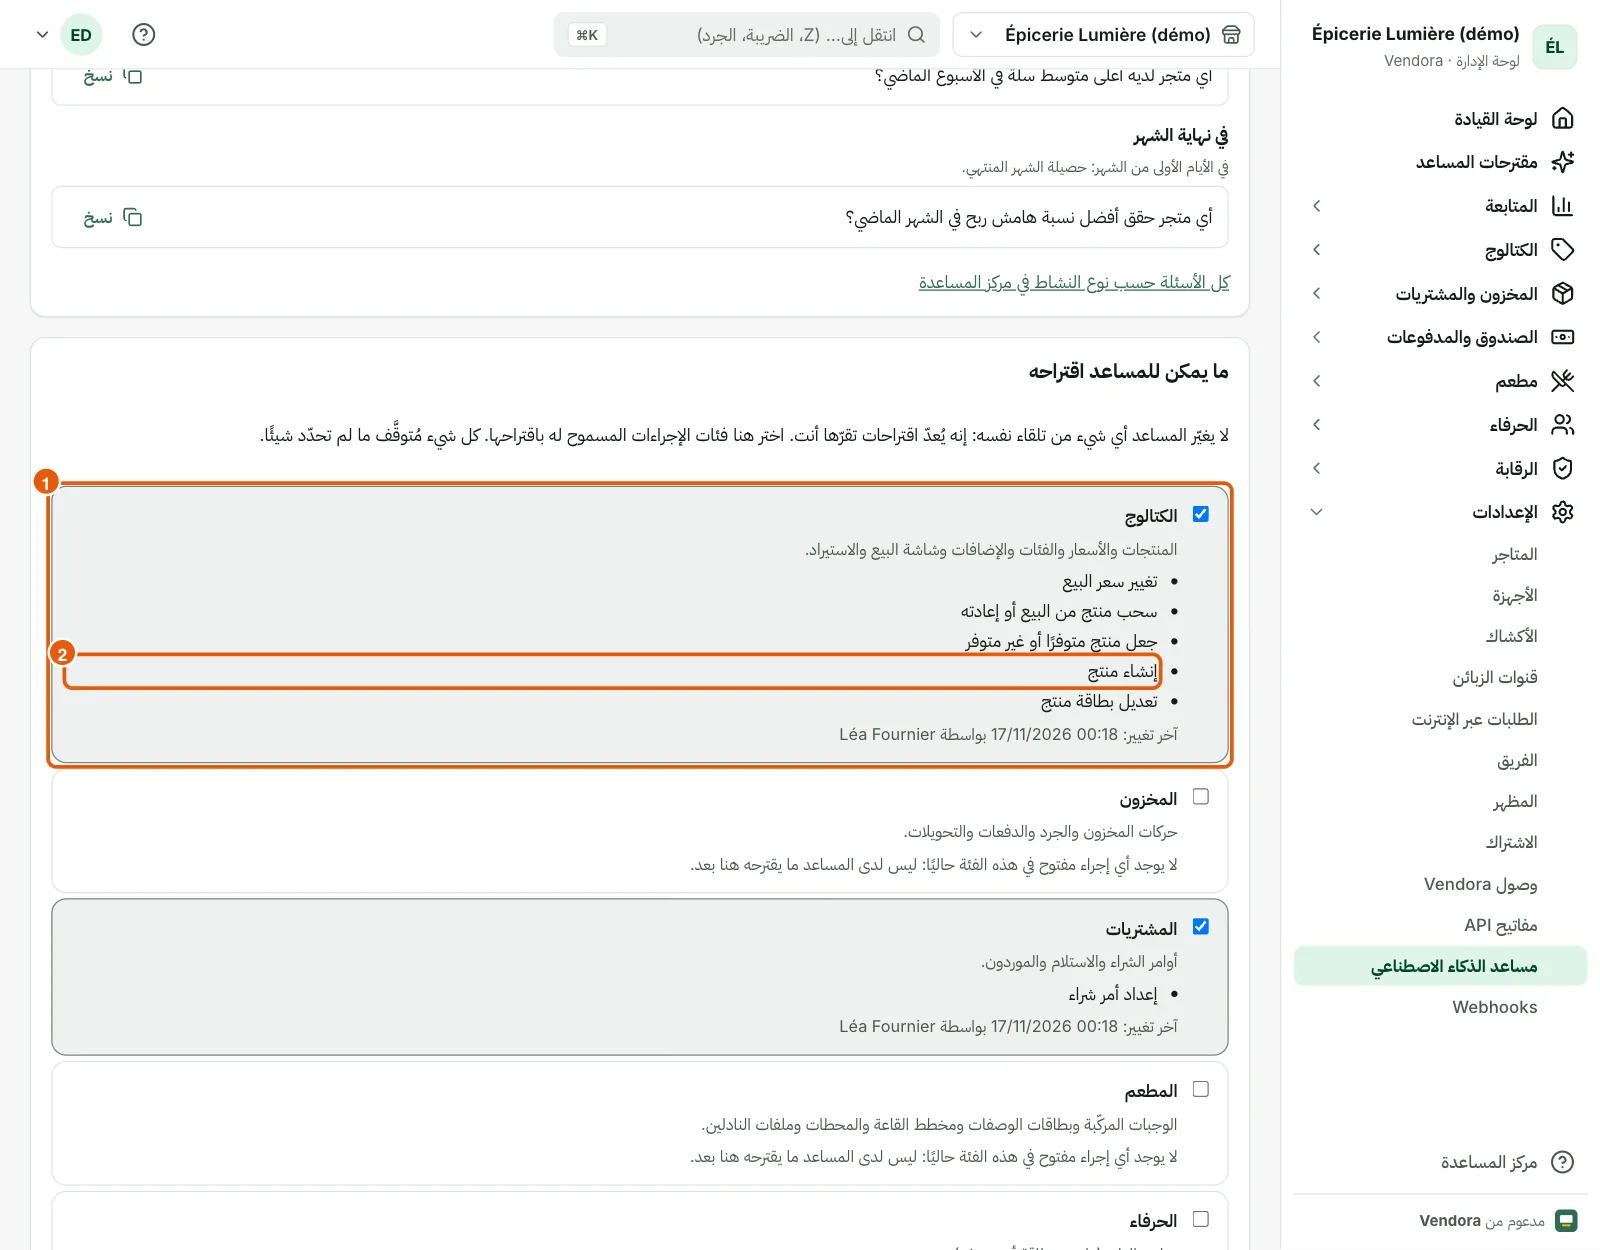 Épicerie Lumière (démo)
لوحة الإدارة · Vendora
ÉL
لوحة القيادة
مقترحات المساعد
المتابعة
الكتالوج
المخزون والمشتريات
الصندوق والمدفوعات
مطعم
الحرفاء
الرقابة
الإعدادات
المتاجر
الأجهزة
الأكشاك
قنوات الزبائن
الطلبات عبر الإنترنت
الفريق
المظهر
الاشتراك
وصول Vendora
مفاتيح API
مساعد الذكاء الاصطناعي
Webhooks
مركز المساعدة
مدعوم من Vendora
Épicerie Lumière (démo)
انتقل إلى... (Z، الضريبة، الجرد)
⌘K
ED
أي متجر لديه أعلى متوسط سلة في الأسبوع الماضي؟
نسخ
في نهاية الشهر
في الأيام الأولى من الشهر: حصيلة الشهر المنتهي.
أي متجر حقق أفضل نسبة هامش ربح في الشهر الماضي؟
نسخ
كل الأسئلة حسب نوع النشاط في مركز المساعدة
ما يمكن للمساعد اقتراحه
لا يغيّر المساعد أي شيء من تلقاء نفسه: إنه يُعدّ اقتراحات تقرّها أنت. اختر هنا فئات الإجراءات المسموح له باقتراحها. كل شيء مُتوقَّف ما لم تحدّد شيئًا.
1
الكتالوج
المنتجات والأسعار والفئات والإضافات وشاشة البيع والاستيراد.
• تغيير سعر البيع
• سحب منتج من البيع أو إعادته
• جعل منتج متوفرًا أو غير متوفر
2
• إنشاء منتج
• تعديل بطاقة منتج
آخر تغيير: 17/11/2026 00:18 بواسطة Léa Fournier
المخزون
حركات المخزون والجرد والدفعات والتحويلات.
لا يوجد أي إجراء مفتوح في هذه الفئة حاليًا: ليس لدى المساعد ما يقترحه هنا بعد.
المشتريات
أوامر الشراء والاستلام والموردون.
• إعداد أمر شراء
آخر تغيير: 17/11/2026 00:18 بواسطة Léa Fournier
المطعم
الوجبات المركّبة وبطاقات الوصفات ومخطط القاعة والمحطات وملفات النادلين.
لا يوجد أي إجراء مفتوح في هذه الفئة حاليًا: ليس لدى المساعد ما يقترحه هنا بعد.
الحرفاء